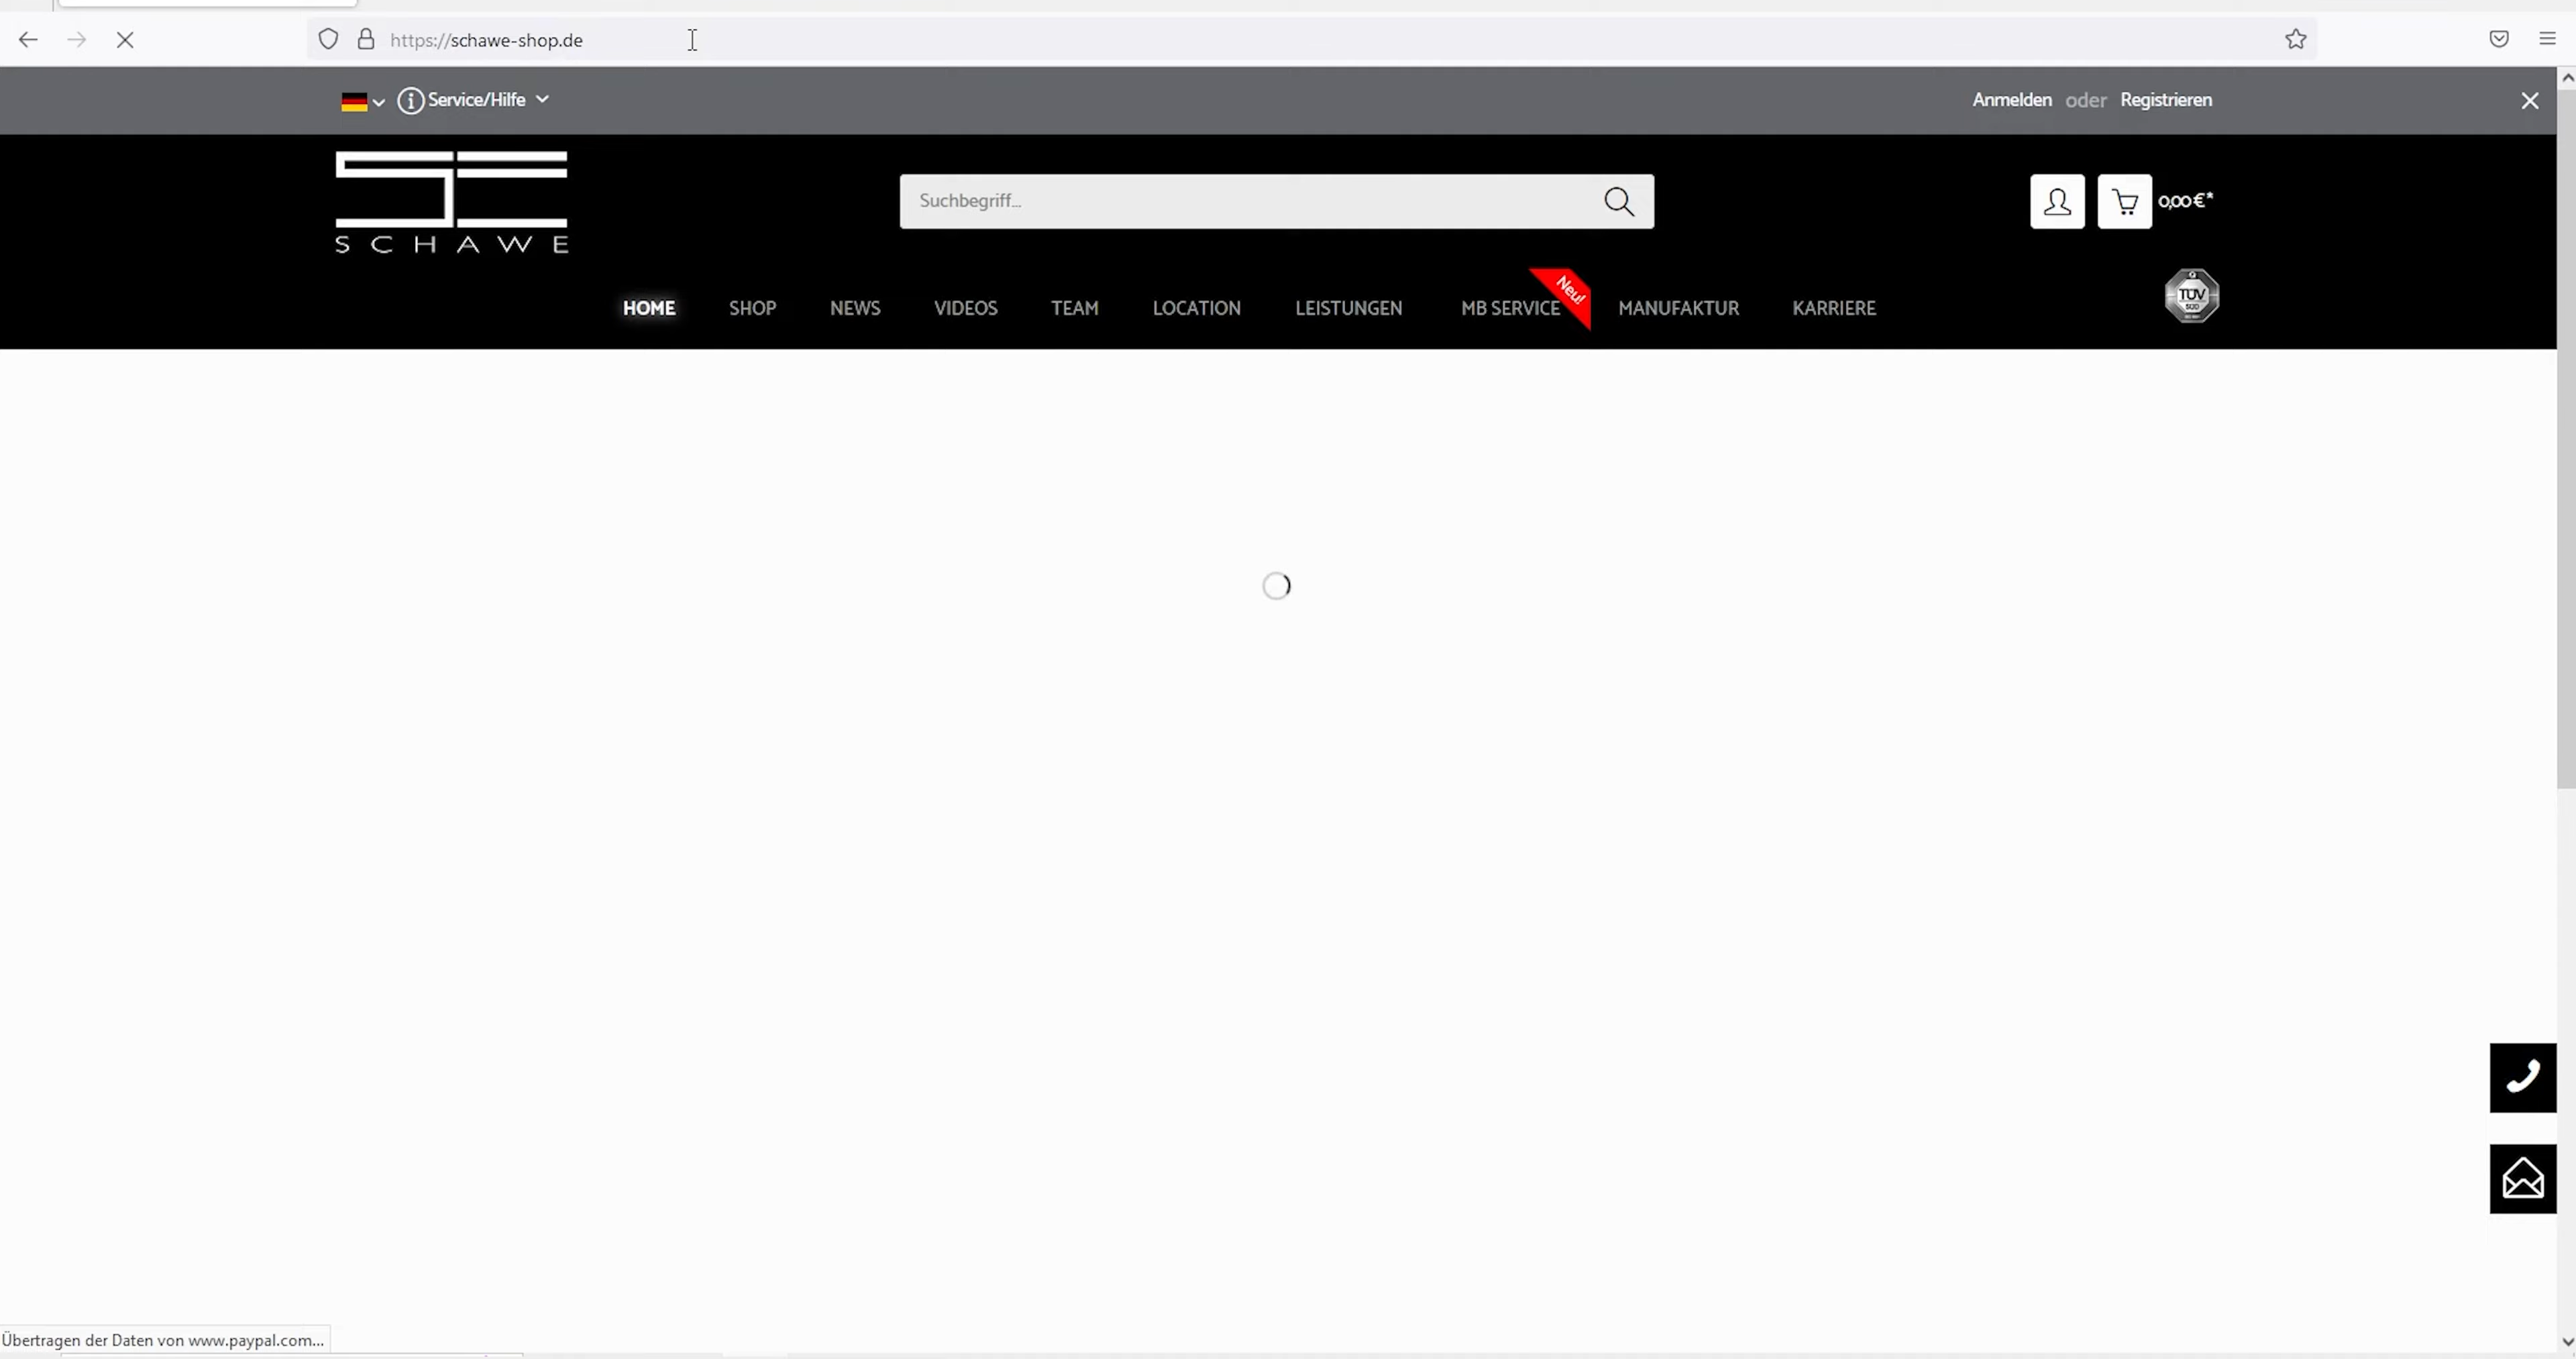 https://schawe-shop.de
Service/Hilfe
Anmelden oder Registrieren
SCHAWE
Suchbegriff...
0,00 € *
Neu!
HOME SHOP NEWS VIDEOS TEAM LOCATION LEISTUNGEN MB SERVICE MANUFAKTUR KARRIERE
TÜV
SÜD
Übertragen der Daten von www.paypal.com...